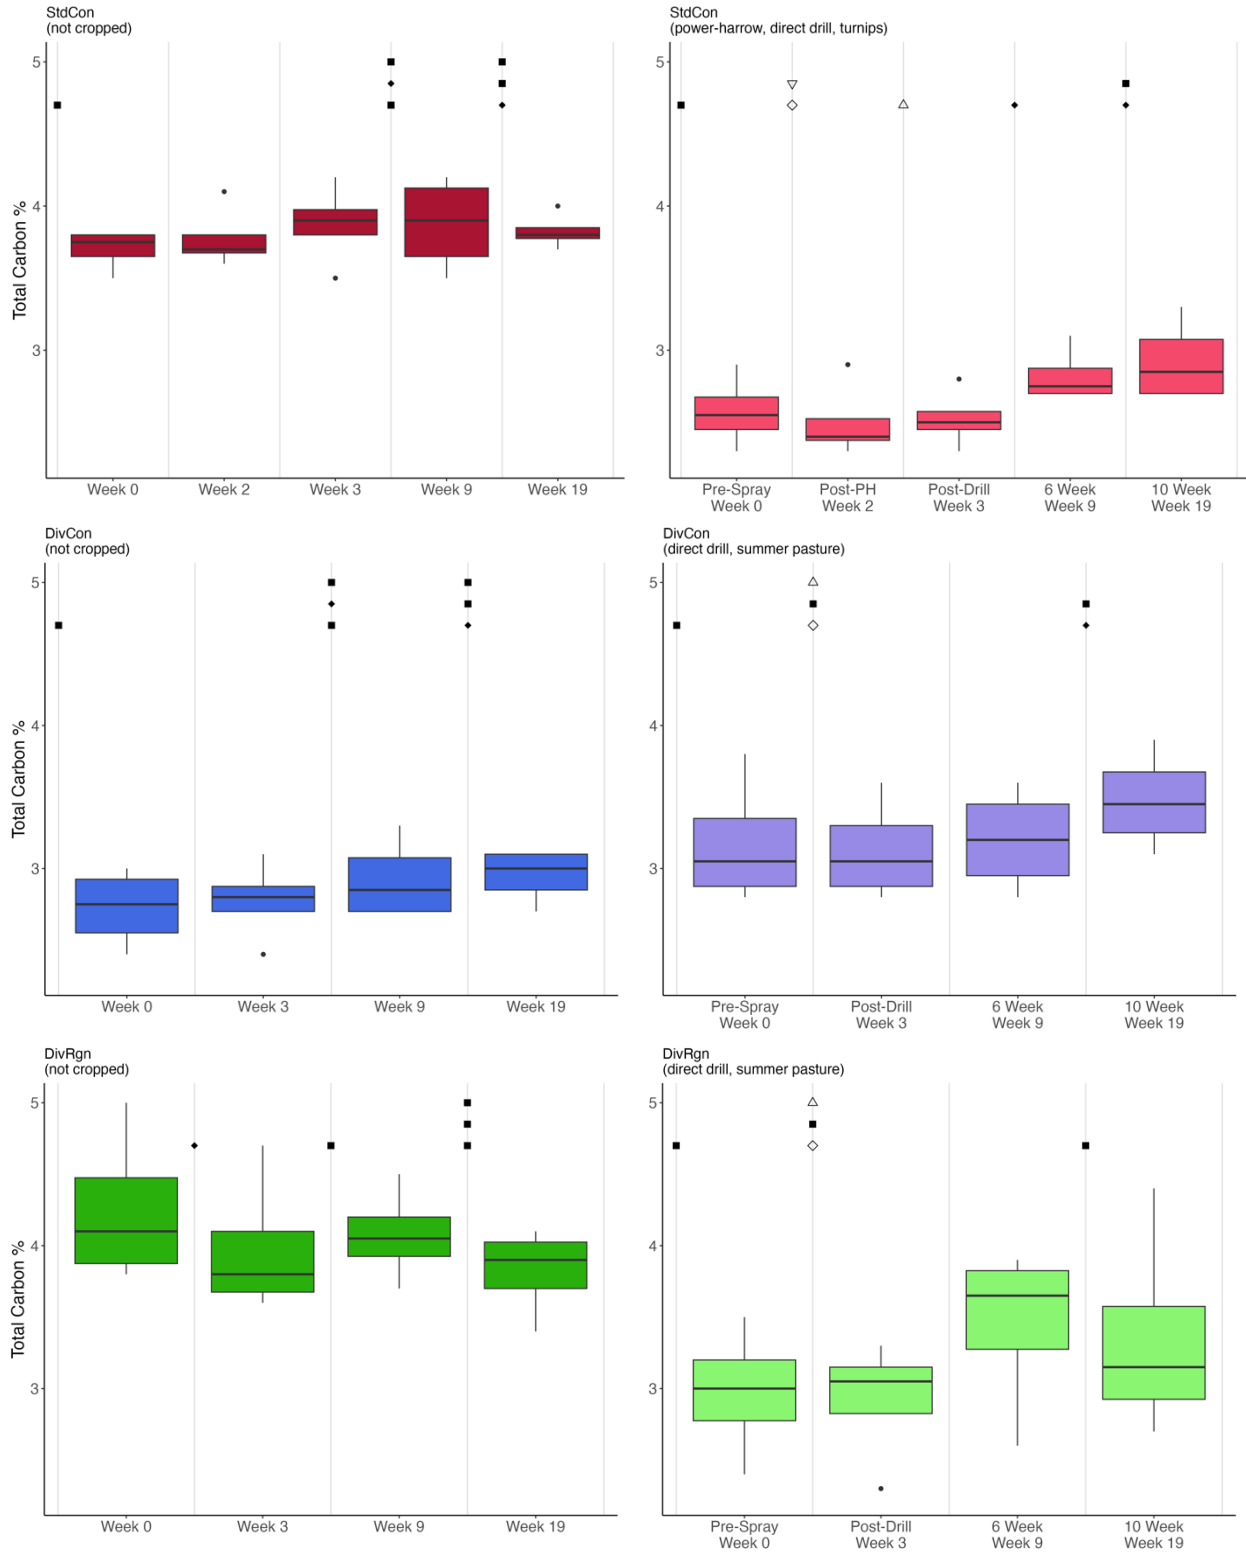 StdCon
(not cropped)
Total Carbon %
5
4
3
Week 0 Week 2 Week 3 Week 9 Week 19
StdCon
(power-harrow, direct drill, turnips)
5
4
3
Pre-Spray Post-PH Post-Drill 6 Week 10 Week
Week 0 Week 2 Week 3 Week 9 Week 19
DivCon
(not cropped)
Total Carbon %
5
4
3
Week 0 Week 3 Week 9 Week 19
DivCon
(direct drill, summer pasture)
5
4
3
Pre-Spray Post-Drill 6 Week 10 Week
Week 0 Week 3 Week 9 Week 19
DivRgn
(not cropped)
Total Carbon %
5
4
3
Week 0 Week 3 Week 9 Week 19
DivRgn
(direct drill, summer pasture)
5
4
3
Pre-Spray Post-Drill 6 Week 10 Week
Week 0 Week 3 Week 9 Week 19